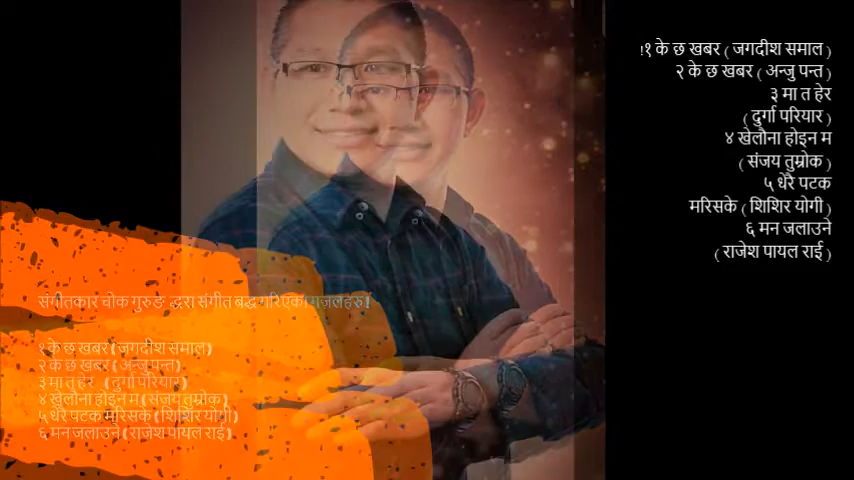 !१ के छ खबर ( जगदीश समाल )
२ के छ खबर ( अन्जु पन्त )
३ मा त हेर
( दुर्गा परियार )
४ खेलौना होइन म
( संजय तुम्रोक )
५ धेरै पटक
मरिसके ( शिशिर योगी )
६ मन जलाउने
( राजेश पायल राई )
संगीतकार चोक गुरुङ द्धरा संगीत बद्ध गरिएका गजलहरु !
१ के छ खबर ( जगदीश समाल )
२ के छ खबर ( अन्जु पन्त )
३ मा त हेर ( दुर्गा परियार )
४ खेलौना होइन म ( संजय तुम्रोक )
५ धेरै पटक मरिसके ( शिशिर योगी )
६ मन जलाउने ( राजेश पायल राई )